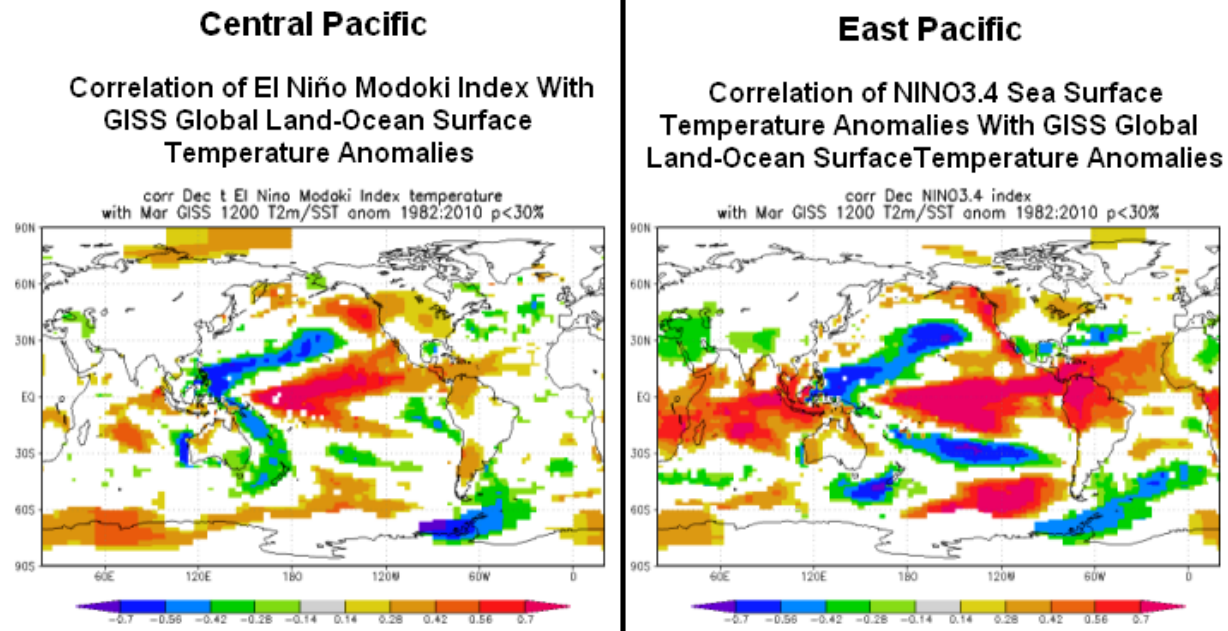 Central Pacific
Correlation of El Niño Modoki Index With
GISS Global Land-Ocean Surface
Temperature Anomalies
corr Dec t El Nino Modoki Index temperature
with Mar GISS 1200 T2m/SST anom 1982:2010 p<30%
90N
60N
30N
EQ
30S
60S
90S
60E 120E 180 120W 60W 0
-0.7 -0.56 -0.42 -0.28 -0.14 0.14 0.28 0.42 0.56 0.7
East Pacific
Correlation of NINO3.4 Sea Surface
Temperature Anomalies With GISS Global
Land-Ocean SurfaceTemperature Anomalies
corr Dec NINO3.4 index
with Mar GISS 1200 T2m/SST anom 1982:2010 p<30%
90N
60N
30N
EQ
30S
60S
90S
60E 120E 180 120W 60W 0
-0.7 -0.56 -0.42 -0.28 -0.14 0.14 0.28 0.42 0.56 0.7